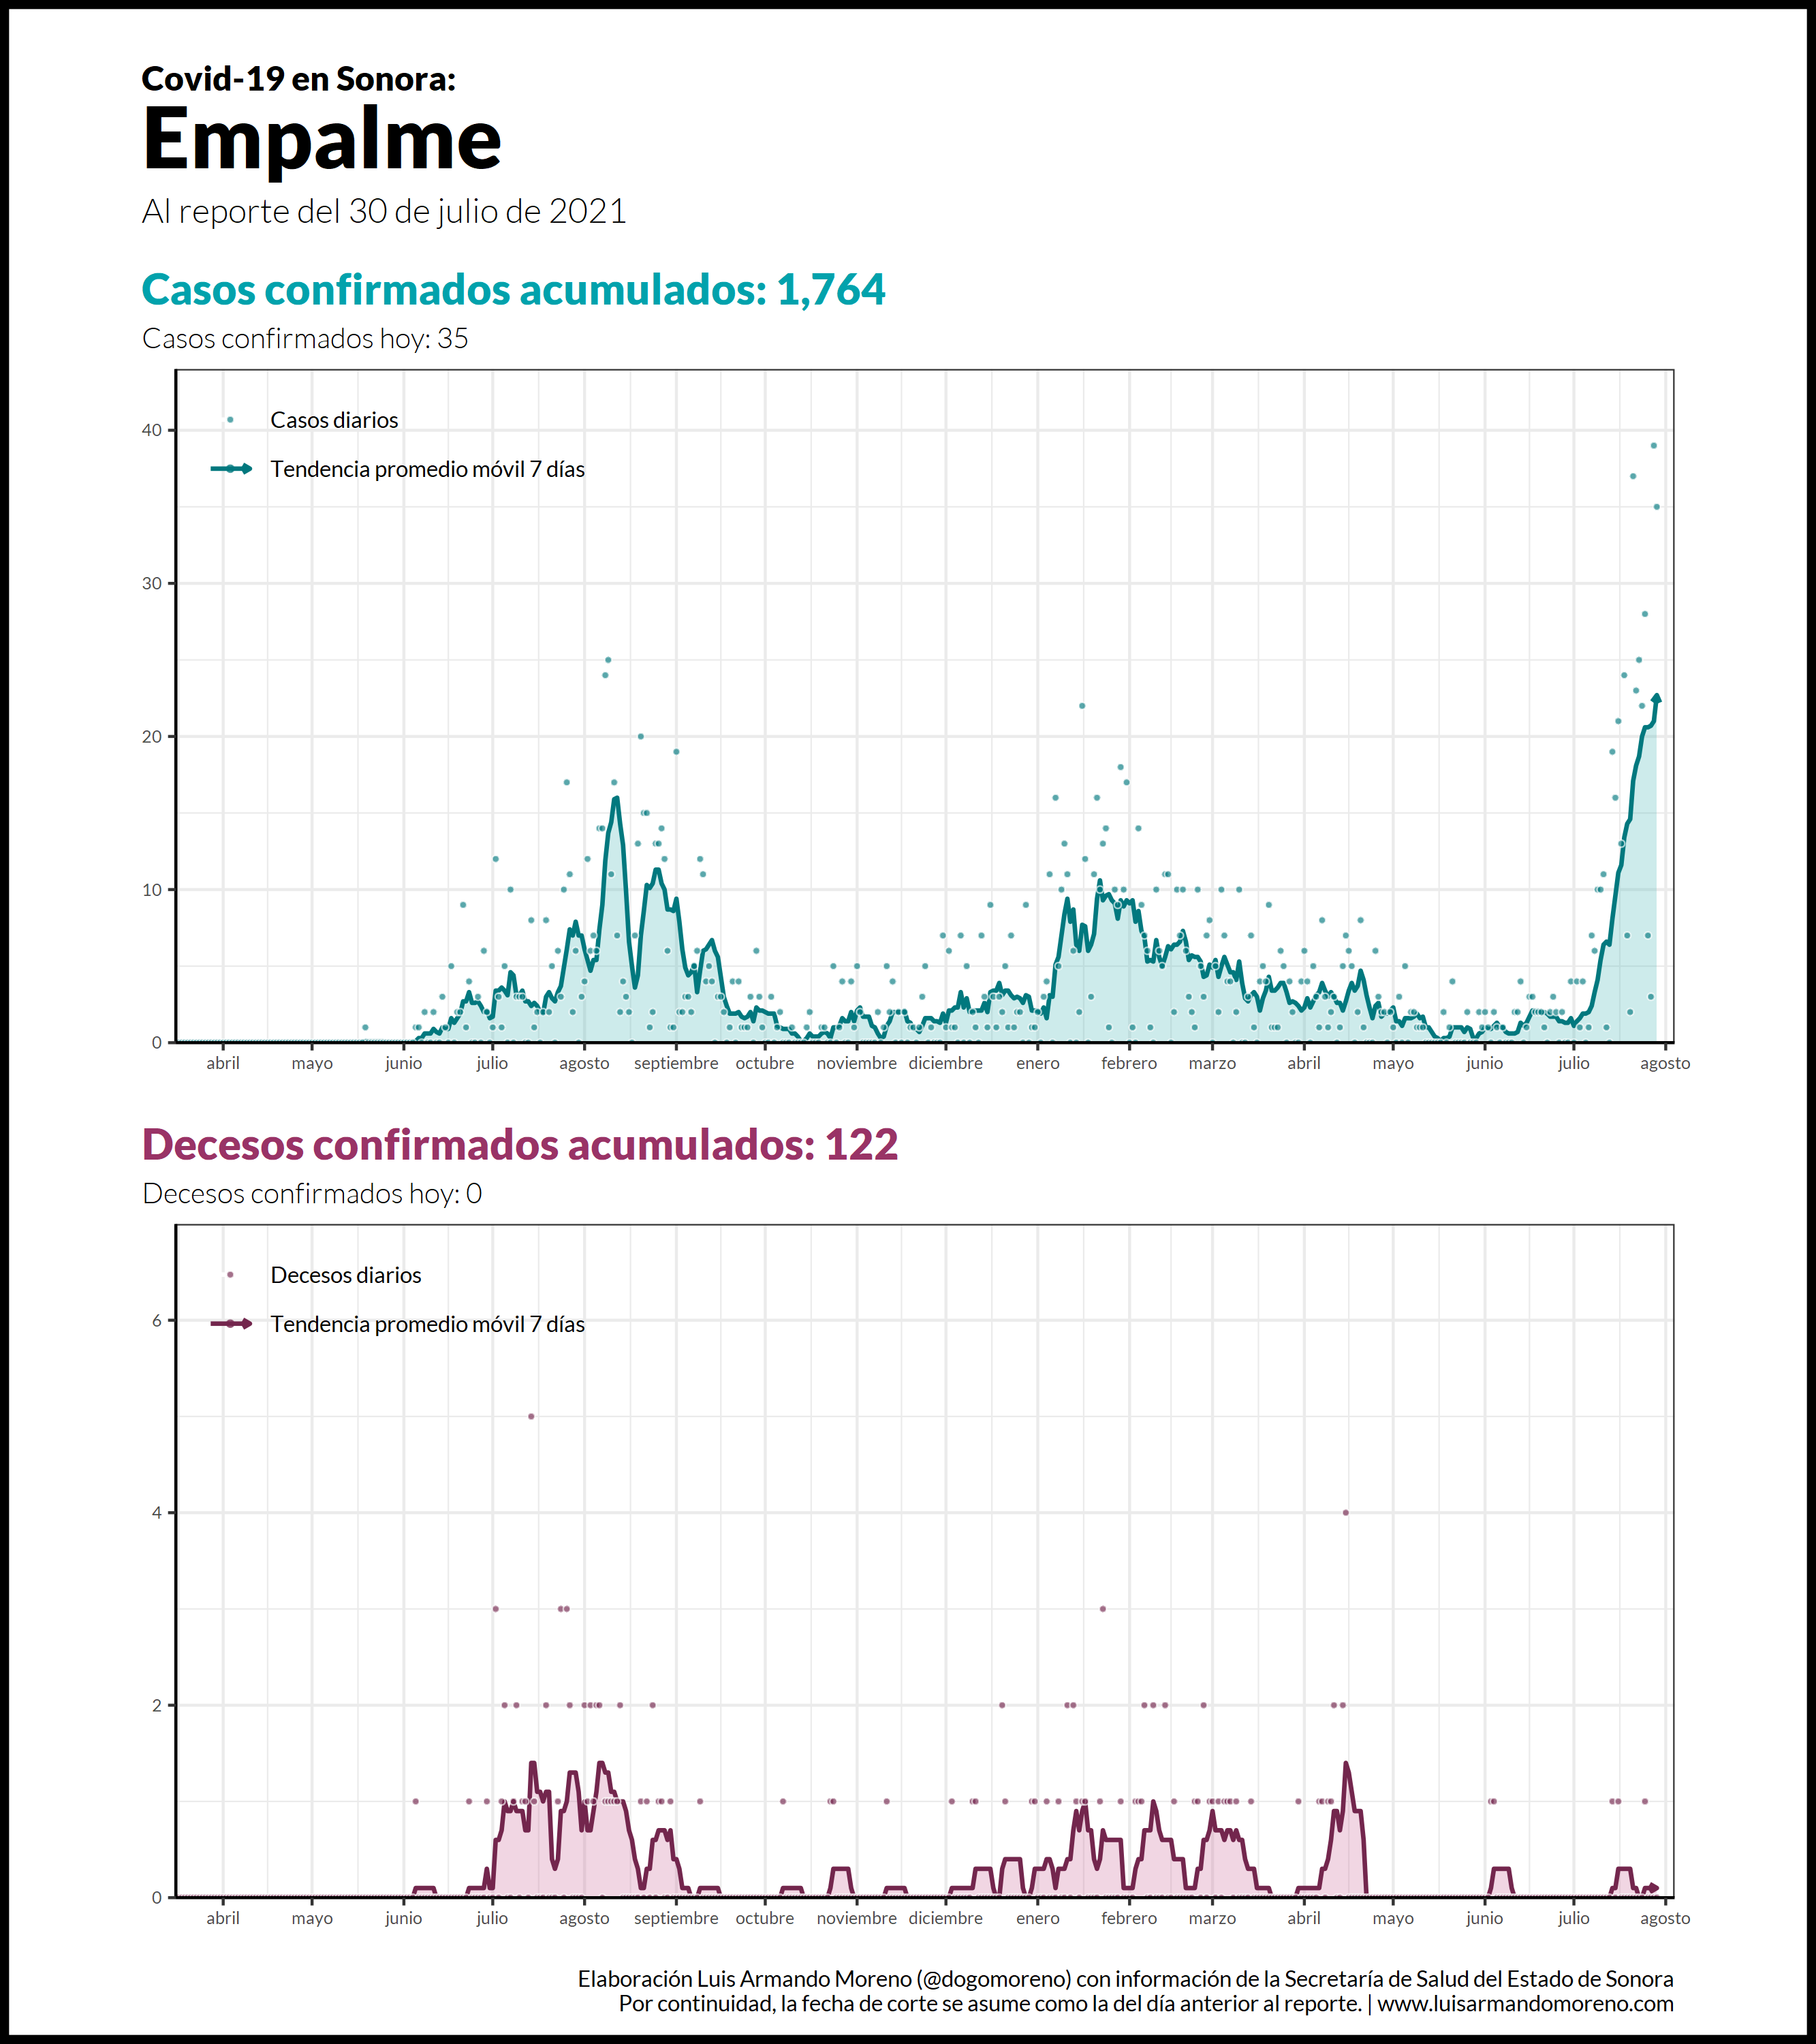 Covid-19 en Sonora:
Empalme
Al reporte del 30 de julio de 2021
Casos confirmados acumulados: 1,764
Casos confirmados hoy: 35
Casos diarios
Tendencia promedio móvil 7 días
40
30
20
10
0
abril mayo junio julio agosto septiembre octubre noviembre diciembre enero febrero marzo abril mayo junio julio agosto
Decesos confirmados acumulados: 122
Decesos confirmados hoy: 0
Decesos diarios
Tendencia promedio móvil 7 días
6
4
2
0
abril mayo junio julio agosto septiembre octubre noviembre diciembre enero febrero marzo abril mayo junio julio agosto
Elaboración Luis Armando Moreno (@dogomoreno) con información de la Secretaría de Salud del Estado de Sonora
Por continuidad, la fecha de corte se asume como la del día anterior al reporte. | www.luisarmandomoreno.com